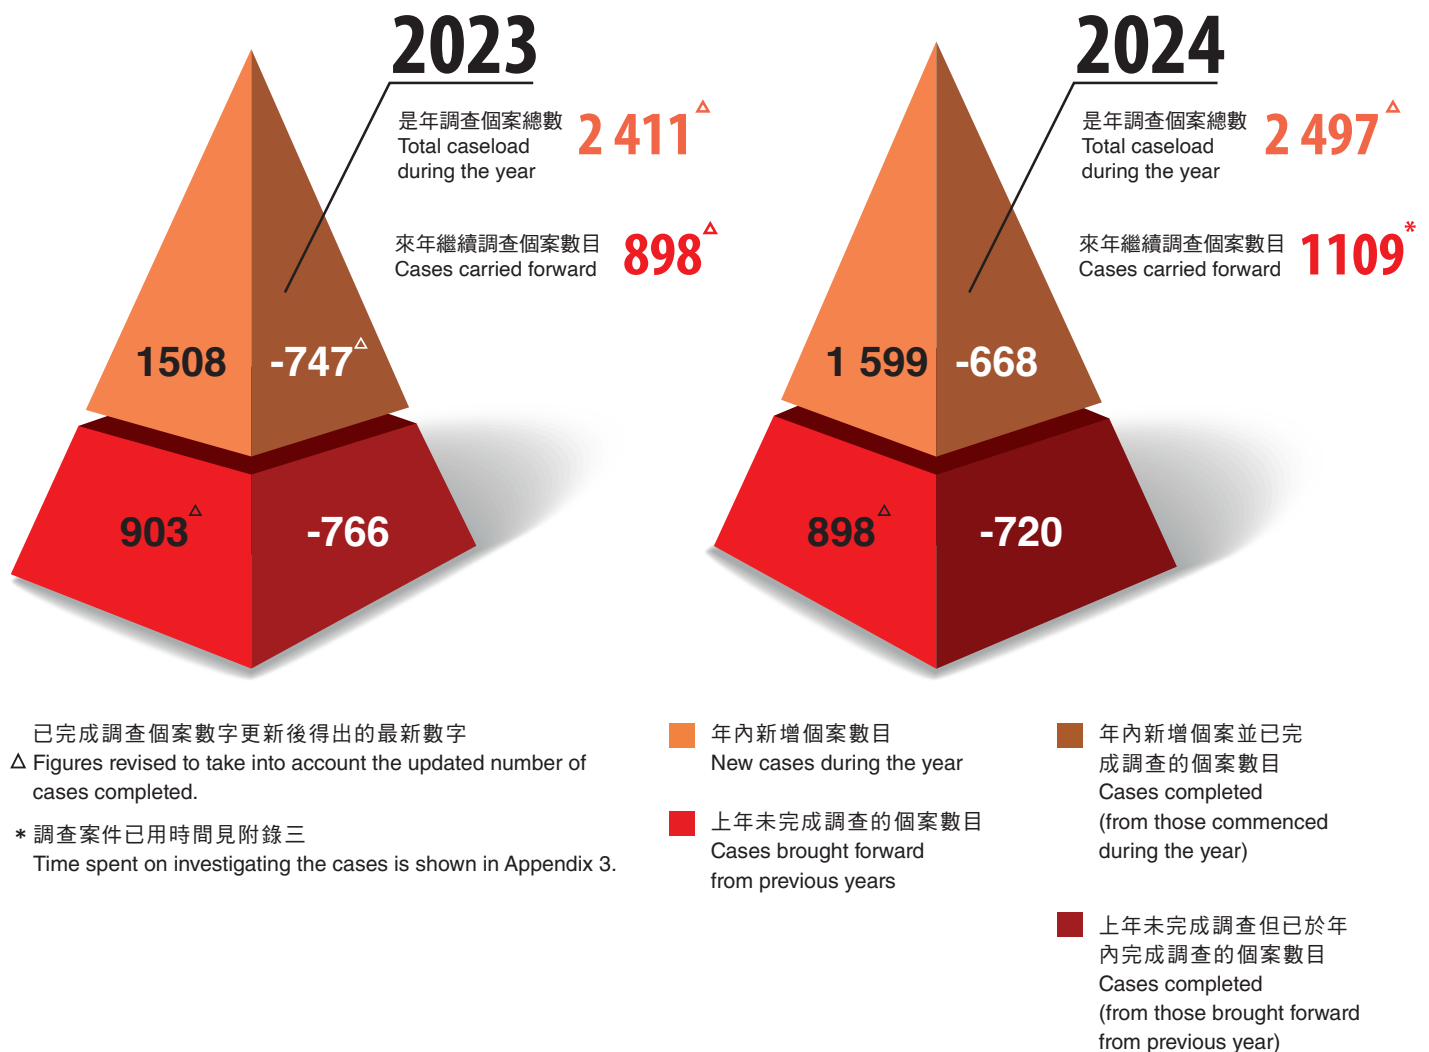 2023
是年調查個案總數
Total caseload
during the year
2 411△
來年繼續調查個案數目
Cases carried forward
898△
1508
-747△
903△
-766
2024
是年調查個案總數
Total caseload
during the year
2 497△
來年繼續調查個案數目
Cases carried forward
1109*
1 599
-668
898△
-720
已完成調查個案數字更新後得出的最新數字
△ Figures revised to take into account the updated number of
cases completed.
* 調查案件已用時間見附錄三
Time spent on investigating the cases is shown in Appendix 3.
年內新增個案數目
New cases during the year
上年未完成調查的個案數目
Cases brought forward
from previous years
年內新增個案並已完
成調查的個案數目
Cases completed
(from those commenced
during the year)
上年未完成調查但已於年
內完成調查的個案數目
Cases completed
(from those brought forward
from previous year)